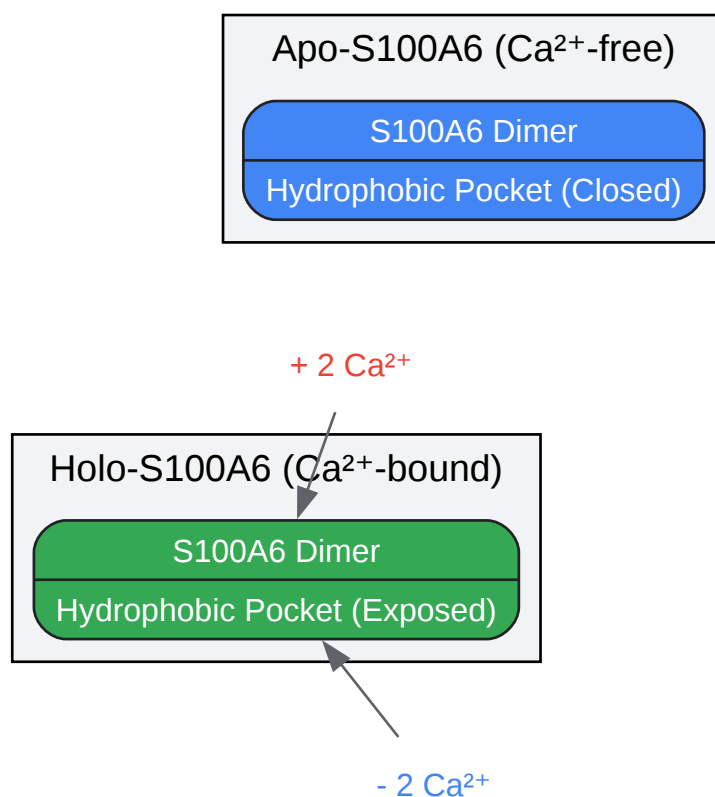 Apo-S100A6 (Ca²⁺-free)
S100A6 Dimer
Hydrophobic Pocket (Closed)
+ 2 Ca²⁺
Holo-S100A6 (Ca²⁺-bound)
S100A6 Dimer
Hydrophobic Pocket (Exposed)
- 2 Ca²⁺